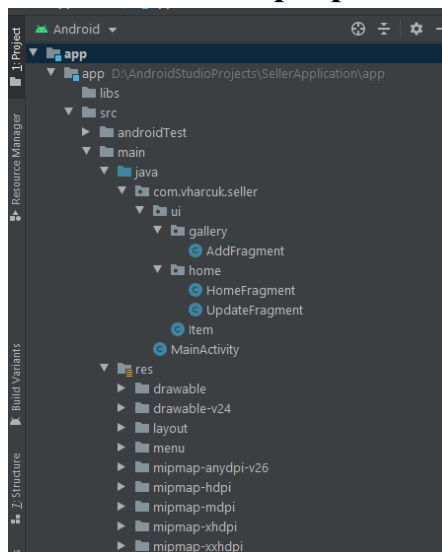 Android
1: Project
app
app D:\AndroidStudioProjects\SellerApplication\app
libs
src
androidTest
main
java
com.vharcuk.seller
ui
gallery
AddFragment
home
HomeFragment
UpdateFragment
Item
MainActivity
res
drawable
drawable-v24
layout
menu
mipmap-anydpi-v26
mipmap-hdpi
mipmap-mdpi
mipmap-xhdpi
mipmap-xxhdpi
Resource Manager
Build Variants
7: Structure